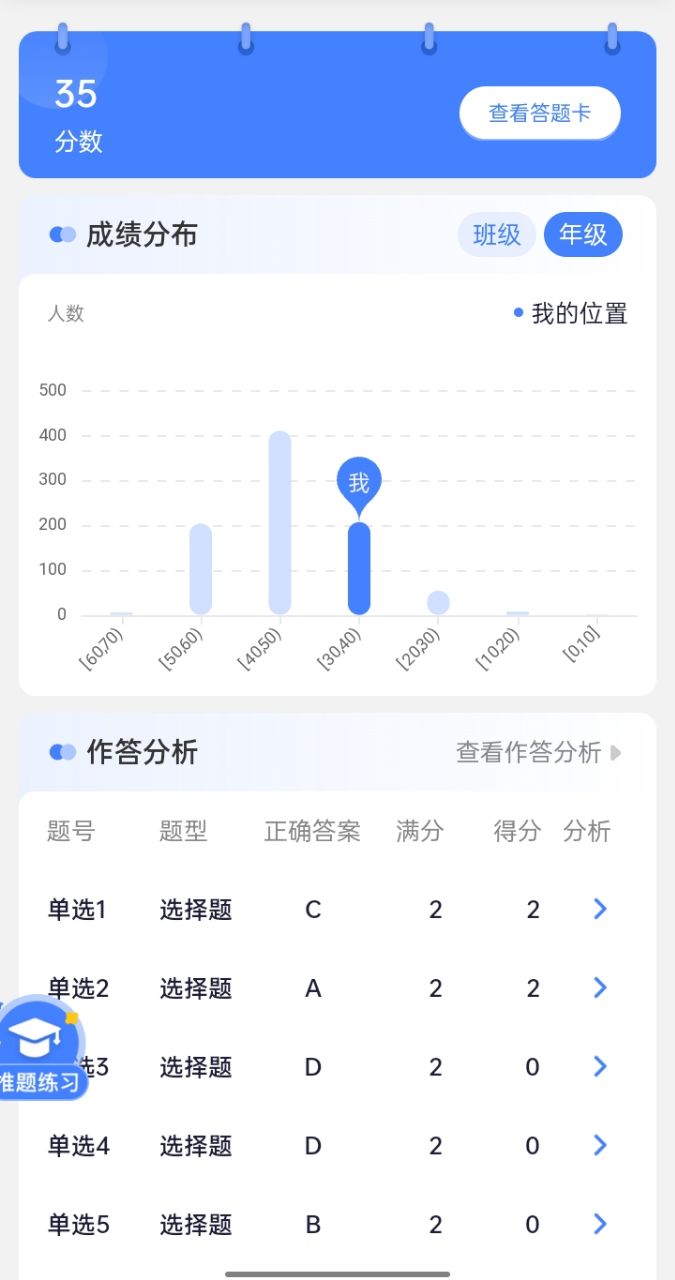 35
分数
查看答题卡
成绩分布
班级 年级
人数
我的位置
500
400
300
我
200
100
0
[60,70) [50,60) [40,50) [30,40) [20,30) [10,20) [0,10]
作答分析
查看作答分析
题号 题型 正确答案 满分 得分 分析
单选1 选择题 C 2 2
单选2 选择题 A 2 2
选3 选择题 D 2 0
推题练习
单选4 选择题 D 2 0
单选5 选择题 B 2 0